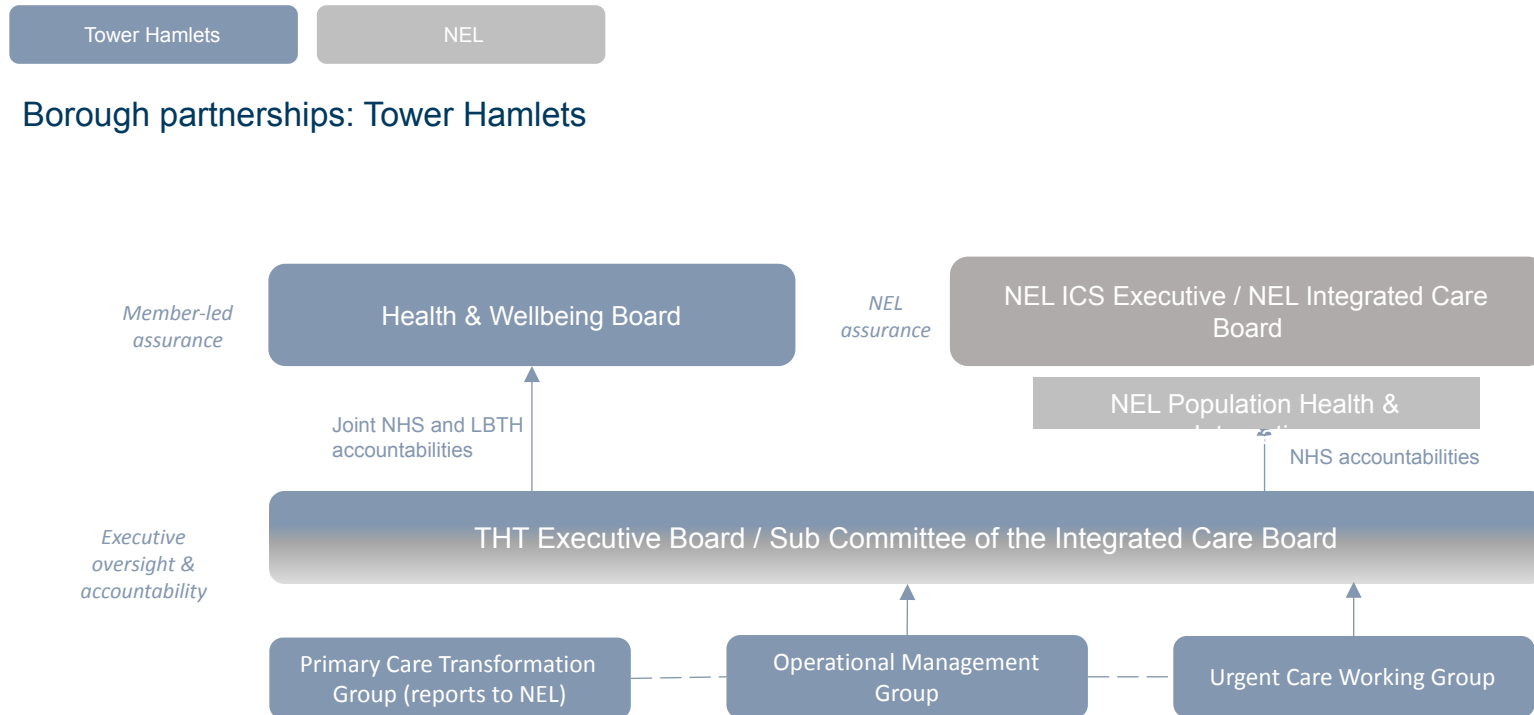 Tower Hamlets
NEL
Borough partnerships: Tower Hamlets
Member-led
assurance
Health & Wellbeing Board
NEL
assurance
NEL ICS Executive / NEL Integrated Care
Board
NEL Population Health &
Joint NHS and LBTH
accountabilities
NHS accountabilities
Executive
oversight &
accountability
THT Executive Board / Sub Committee of the Integrated Care Board
Primary Care Transformation
Group (reports to NEL)
Operational Management
Group
Urgent Care Working Group